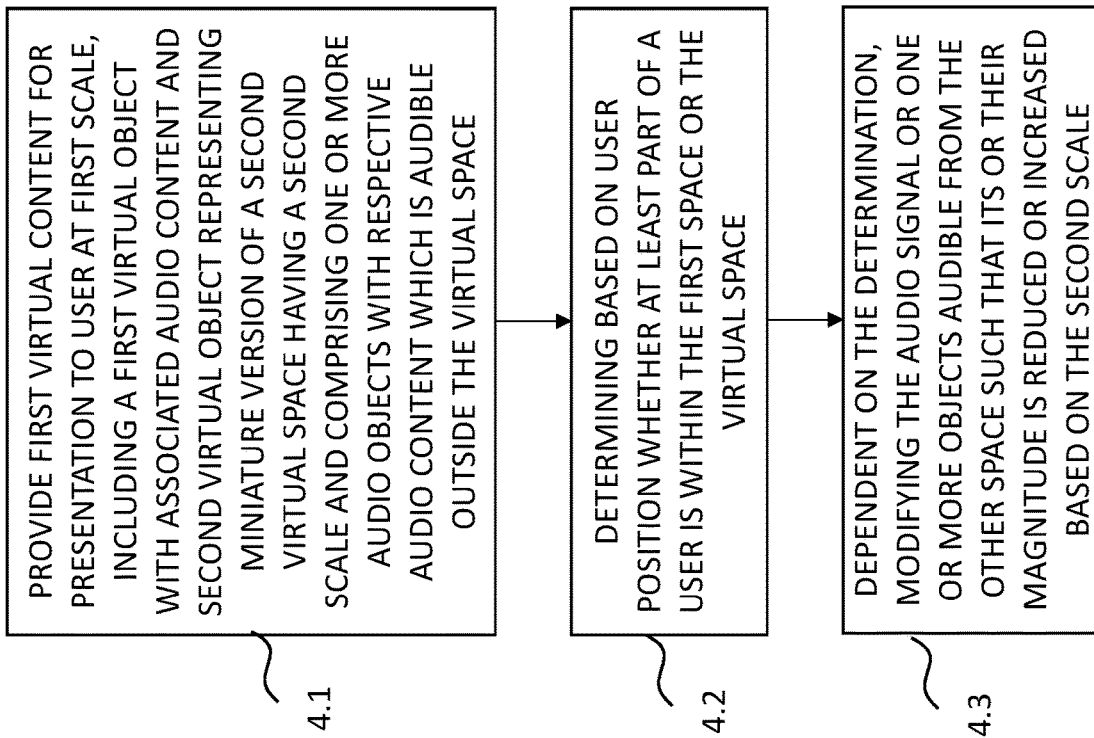 PROVIDE FIRST VIRTUAL CONTENT FOR
PRESENTATION TO USER AT FIRST SCALE,
INCLUDING A FIRST VIRTUAL OBJECT
WITH ASSOCIATED AUDIO CONTENT AND
SECOND VIRTUAL OBJECT REPRESENTING
MINIATURE VERSION OF A SECOND
VIRTUAL SPACE HAVING A SECOND
SCALE AND COMPRISING ONE OR MORE
AUDIO OBJECTS WITH RESPECTIVE
AUDIO CONTENT WHICH IS AUDIBLE
OUTSIDE THE VIRTUAL SPACE
4.1
DETERMINING BASED ON USER
POSITION WHETHER AT LEAST PART OF A
USER IS WITHIN THE FIRST SPACE OR THE
VIRTUAL SPACE
4.2
DEPENDENT ON THE DETERMINATION,
MODIFYING THE AUDIO SIGNAL OR ONE
OR MORE OBJECTS AUDIBLE FROM THE
OTHER SPACE SUCH THAT ITS OR THEIR
MAGNITUDE IS REDUCED OR INCREASED
BASED ON THE SECOND SCALE
4.3